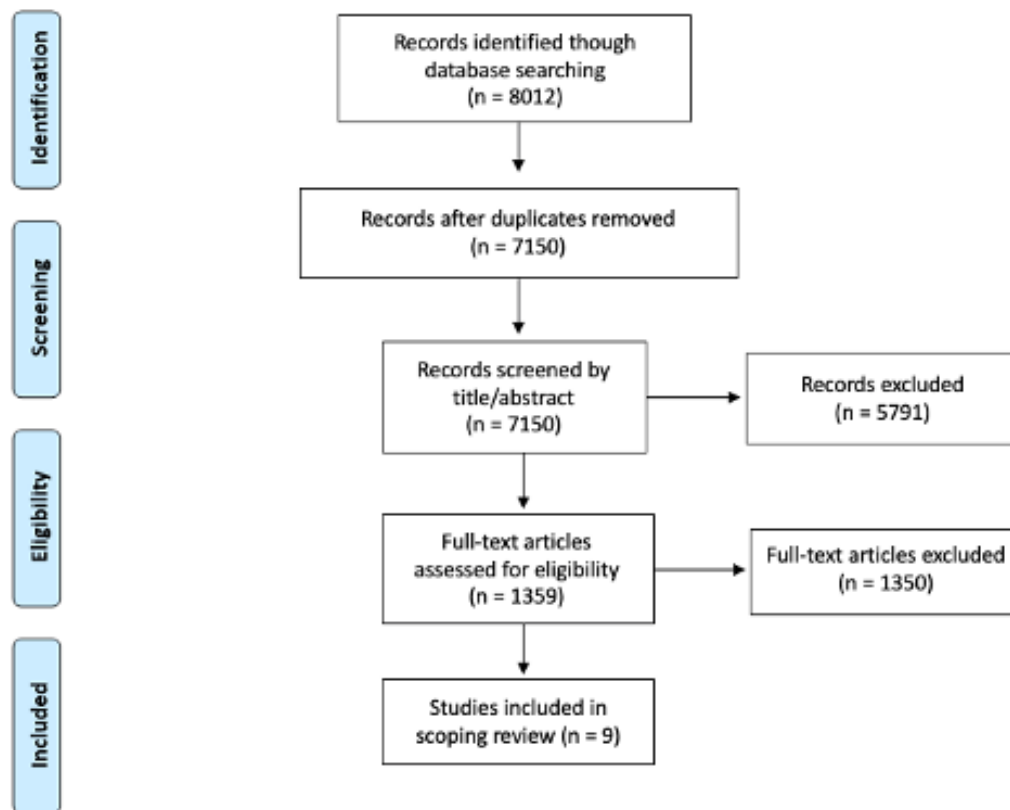 Identification
Records identified though
database searching
(n = 8012)
Records after duplicates removed
(n = 7150)
Screening
Records screened by
title/abstract
(n = 7150)
Records excluded
(n = 5791)
Eligibility
Full-text articles
assessed for eligibility
(n = 1359)
Full-text articles excluded
(n = 1350)
Included
Studies included in
scoping review (n = 9)